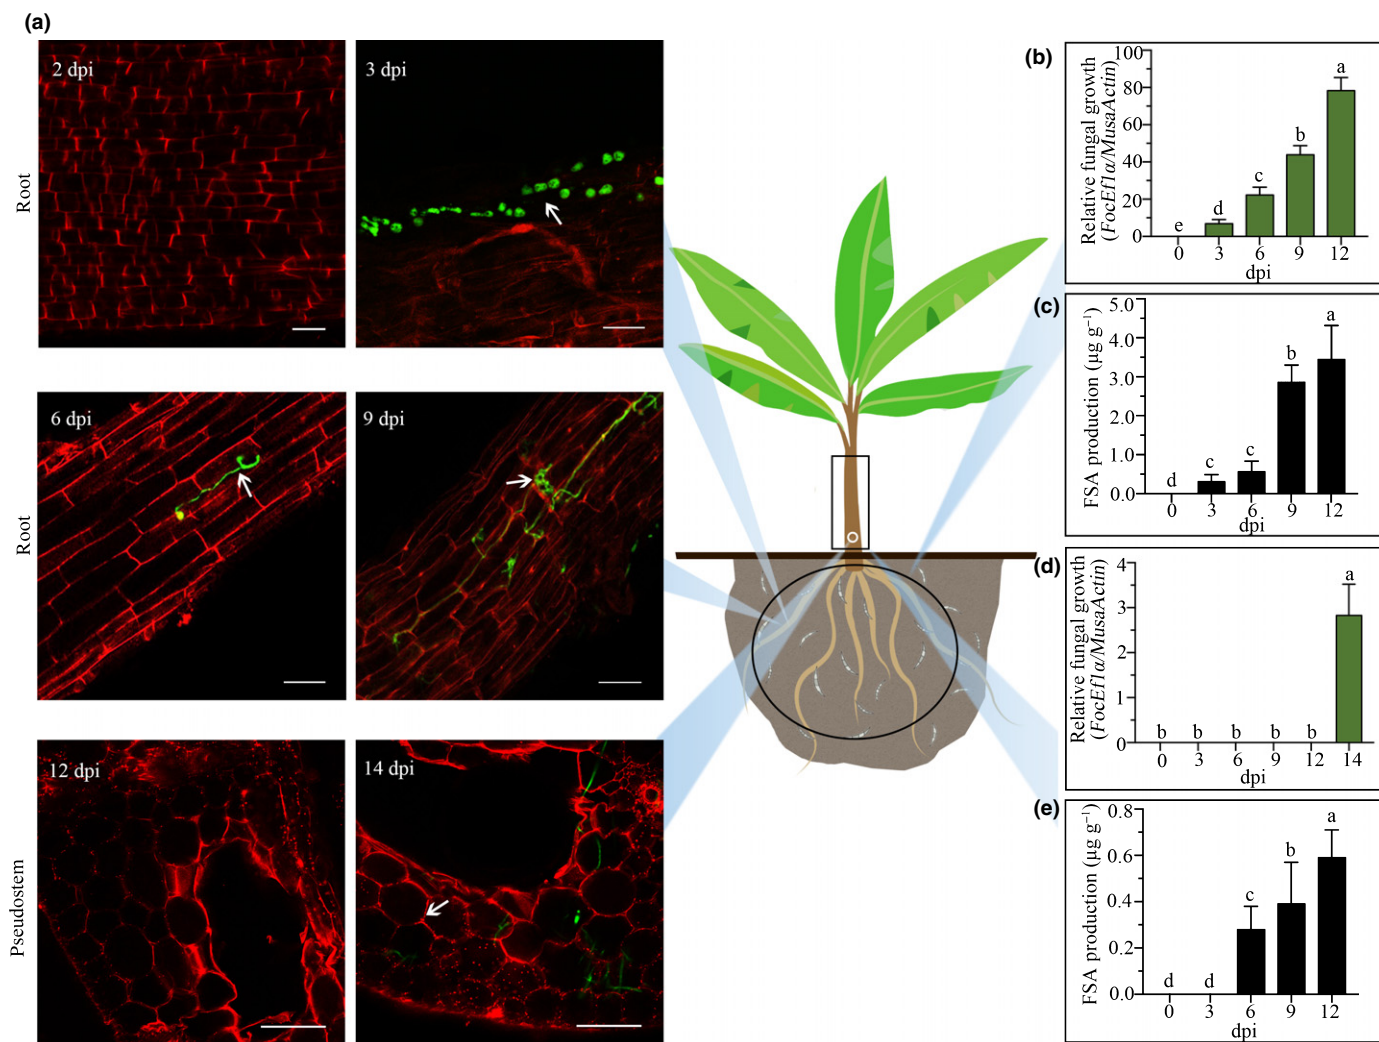 (a)
2 dpi
3 dpi
Root
6 dpi
9 dpi
Root
12 dpi
14 dpi
Pseudostem
(b)
Relative fungal growth
(FocEf1α/MusaActin)
100
80
60
40
20
0
e
d
c
b
a
0 3 6 9 12
dpi
(c)
FSA production (µg g⁻¹)
5.0
4.0
3.0
2.0
1.0
0.0
d
c
c
b
a
0 3 6 9 12
dpi
(d)
Relative fungal growth
(FocEf1α/MusaActin)
4
3
2
1
0
b b b b b a
0 3 6 9 12 14
dpi
(e)
FSA production (µg g⁻¹)
0.8
0.6
0.4
0.2
0.0
d d c b a
0 3 6 9 12
dpi